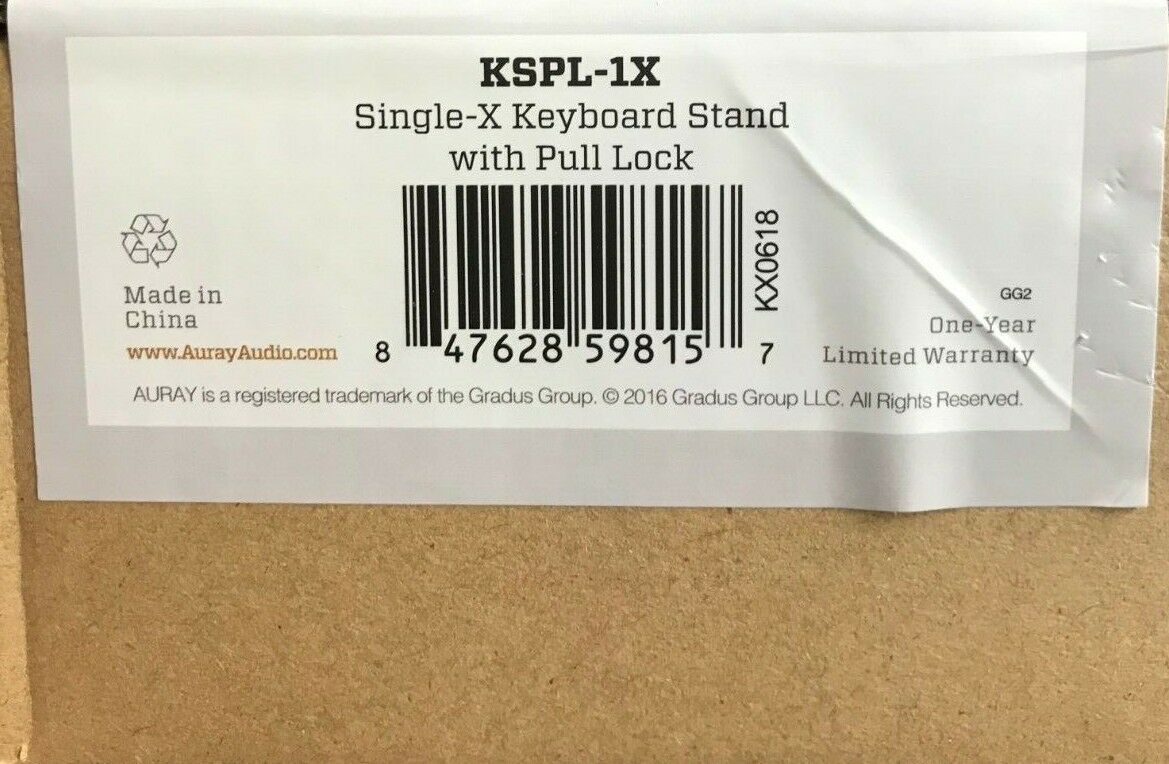 KSPL-1X
Single-X Keyboard Stand
with Pull Lock
KX0618
Made in
China
www.AurayAudio.com
8 47628 59815 7
GG2
One-Year
Limited Warranty
AURAY is a registered trademark of the Gradus Group. © 2016 Gradus Group LLC. All Rights Reserved.